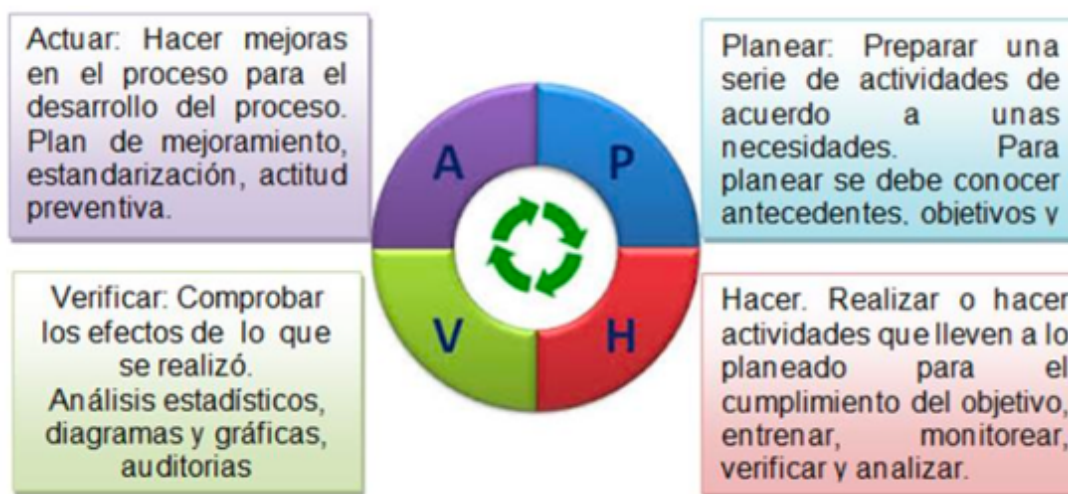 Actuar: Hacer mejoras
en el proceso para el
desarrollo del proceso.
Plan de mejoramiento,
estandarización, actitud
preventiva.
Planear: Preparar una
serie de actividades de
acuerdo a unas
necesidades. Para
planear se debe conocer
antecedentes, objetivos y
A
P
V
H
Verificar: Comprobar
los efectos de lo que
se realizó.
Análisis estadísticos,
diagramas y gráficas,
auditorias
Hacer. Realizar o hacer
actividades que lleven a lo
planeado para el
cumplimiento del objetivo,
entrenar, monitorear,
verificar y analizar.